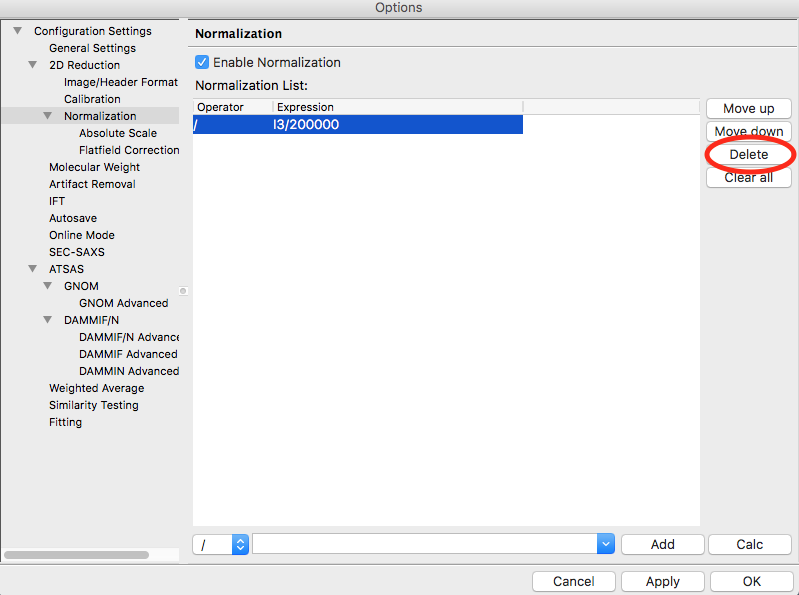 Options
Configuration Settings
General Settings
2D Reduction
Image/Header Format
Calibration
Normalization
Absolute Scale
Flatfield Correction
Molecular Weight
Artifact Removal
IFT
Autosave
Online Mode
SEC-SAXS
ATSAS
GNOM
GNOM Advanced
DAMMIF/N
DAMMIF/N Advance
DAMMIF Advanced
DAMMIN Advanced
Weighted Average
Similarity Testing
Fitting
Normalization
Enable Normalization
Normalization List:
Operator Expression
/ I3/200000
Move up
Move down
Delete
Clear all
/ Add Calc
Cancel Apply OK